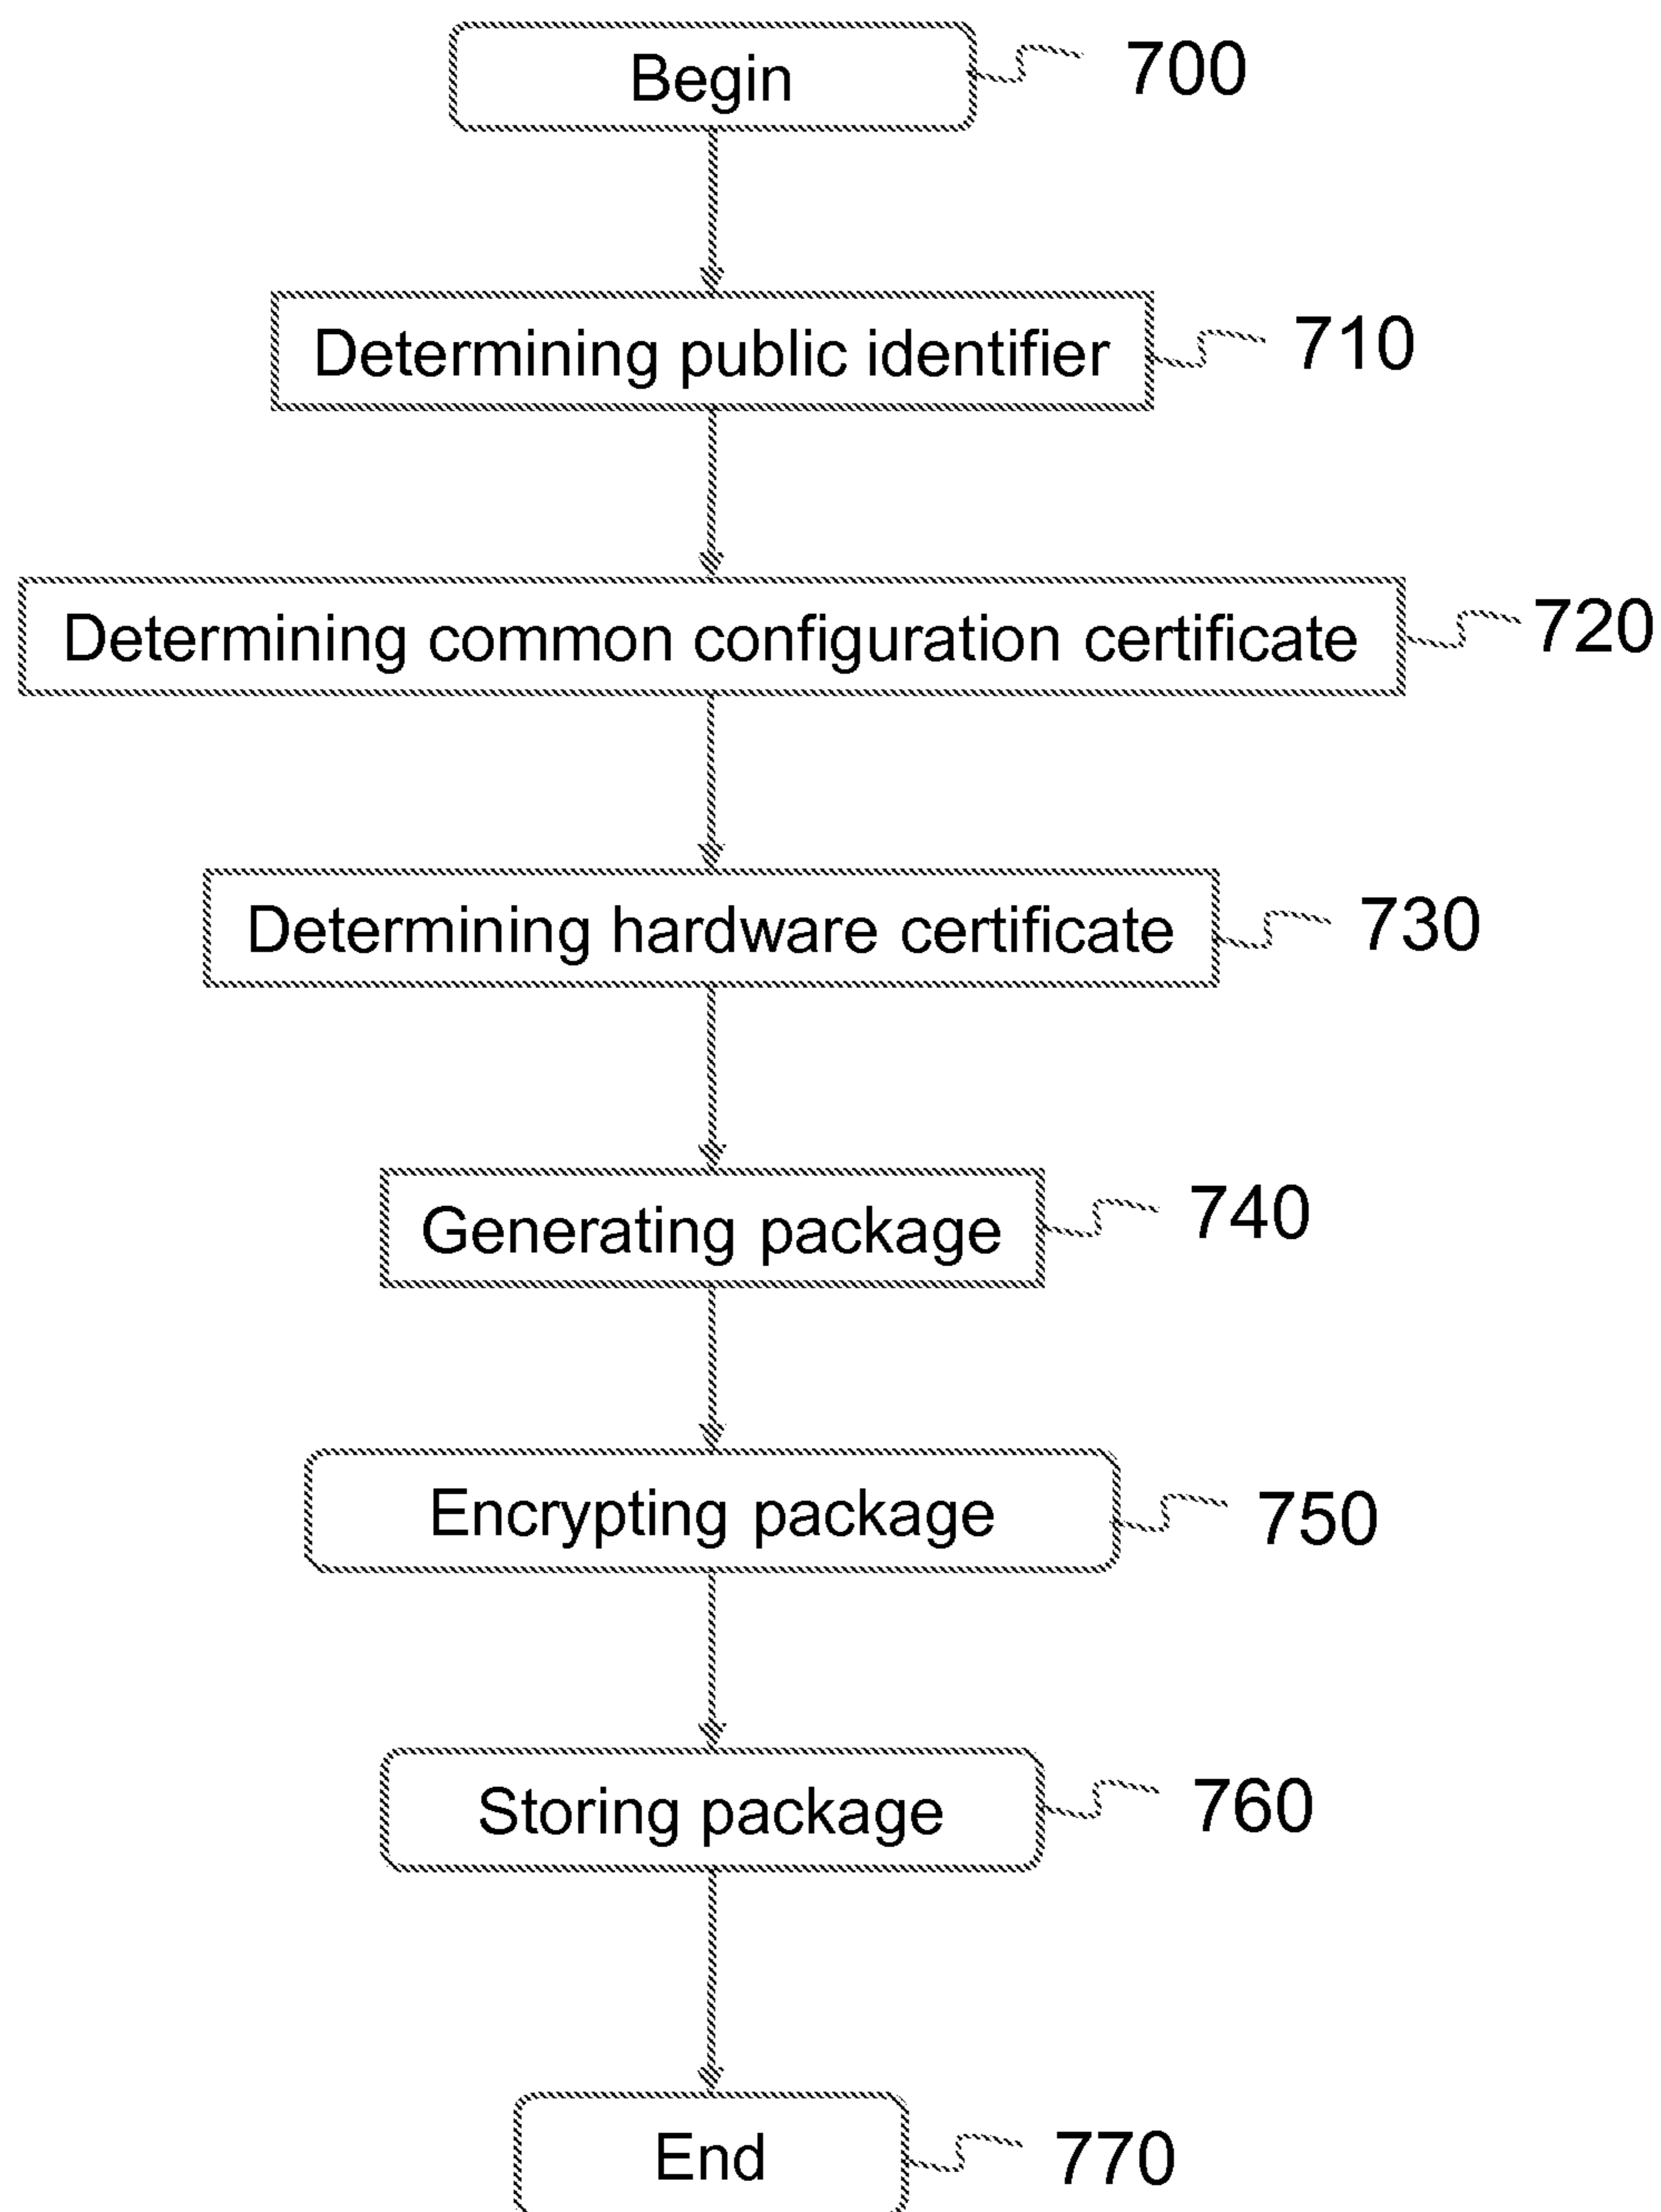 Begin 700
Determining public identifier 710
Determining common configuration certificate 720
Determining hardware certificate 730
Generating package 740
Encrypting package 750
Storing package 760
End 770